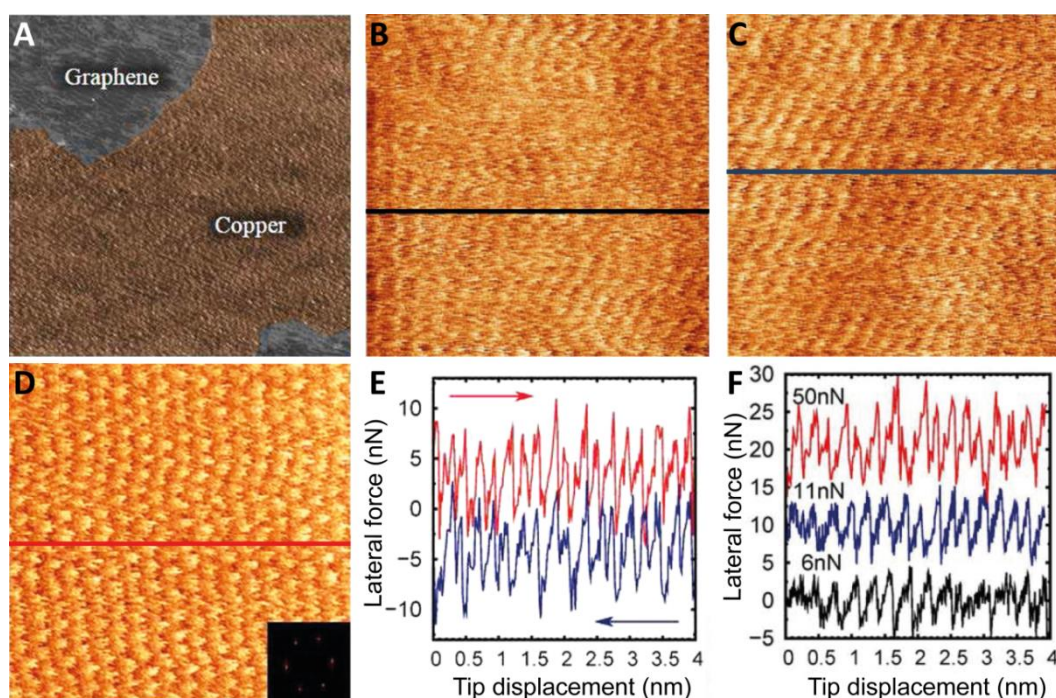 A
Graphene
Copper
B
C
D
E
10
5
0
−5
−10
Lateral force (nN)
0 0.5 1 1.5 2 2.5 3 3.5 4
Tip displacement (nm)
F
30
25
20
15
10
5
0
−5
50nN
11nN
6nN
Lateral force (nN)
0 0.5 1 1.5 2 2.5 3 3.5 4
Tip displacement (nm)